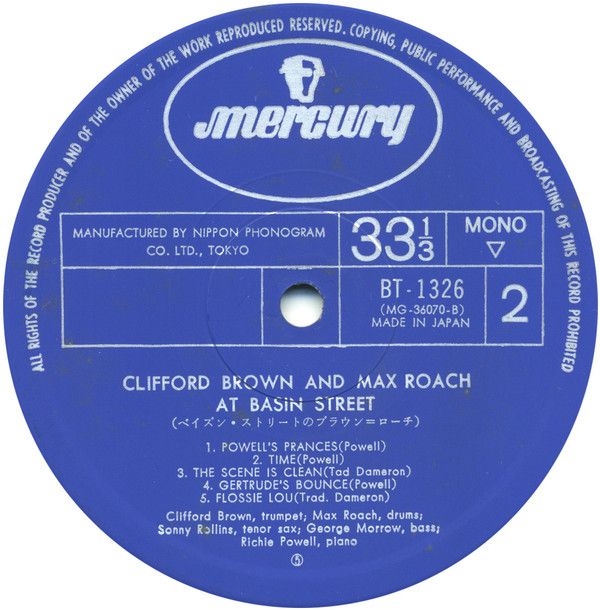 ALL RIGHTS OF THE RECORD PRODUCER AND OF THE OWNER OF THE WORK REPRODUCED RESERVED. COPYING, PUBLIC PERFORMANCE AND BROADCASTING OF THIS RECORD PROHIBITED
mercury
MANUFACTURED BY NIPPON PHONOGRAM
CO. LTD., TOKYO
33 1/3
MONO
▽
BT-1326
(MG-36070-B)
MADE IN JAPAN
2
CLIFFORD BROWN AND MAX ROACH
AT BASIN STREET
(ベイズン・ストリートのブラウン=ローチ)
1. POWELL'S PRANCES(Powell)
2. TIME(Powell)
3. THE SCENE IS CLEAN(Tad Dameron)
4. GERTRUDE'S BOUNCE(Powell)
5. FLOSSIE LOU(Trad. Dameron)
Clifford Brown, trumpet; Max Roach, drums;
Sonny Rollins, tenor sax; George Morrow, bass;
Richie Powell, piano
⑤